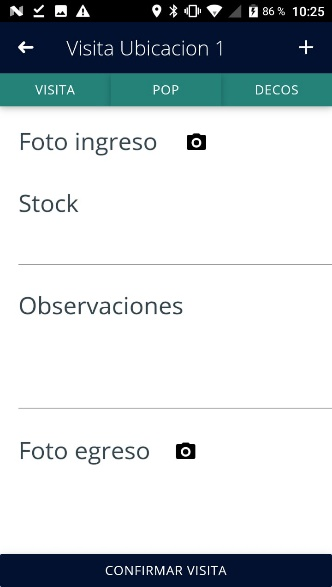 86 % 10:25
Visita Ubicacion 1
VISITA POP DECOS
Foto ingreso
Stock
Observaciones
Foto egreso
CONFIRMAR VISITA